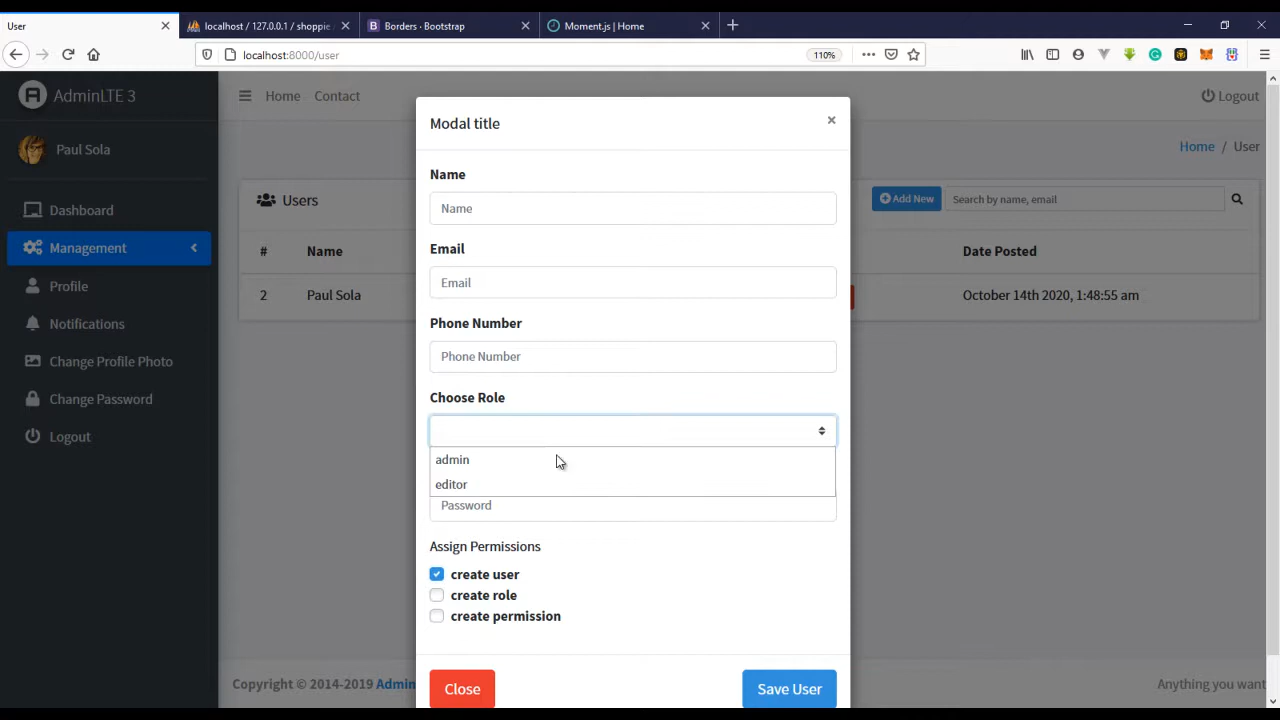 User
localhost / 127.0.0.1 / shoppie
Borders · Bootstrap
Moment.js | Home
localhost:8000/user
110%
AdminLTE 3
Home
Contact
Logout
Modal title
Paul Sola
Home / User
Name
Name
Users
Add New
Search by name, email
Dashboard
Management
Email
Email
#
Name
Date Posted
Profile
2
Paul Sola
October 14th 2020, 1:48:55 am
Notifications
Phone Number
Phone Number
Change Profile Photo
Choose Role
Change Password
Logout
admin
editor
Password
Assign Permissions
create user
create role
create permission
Close
Save User
Copyright © 2014-2019 Admin
Anything you want